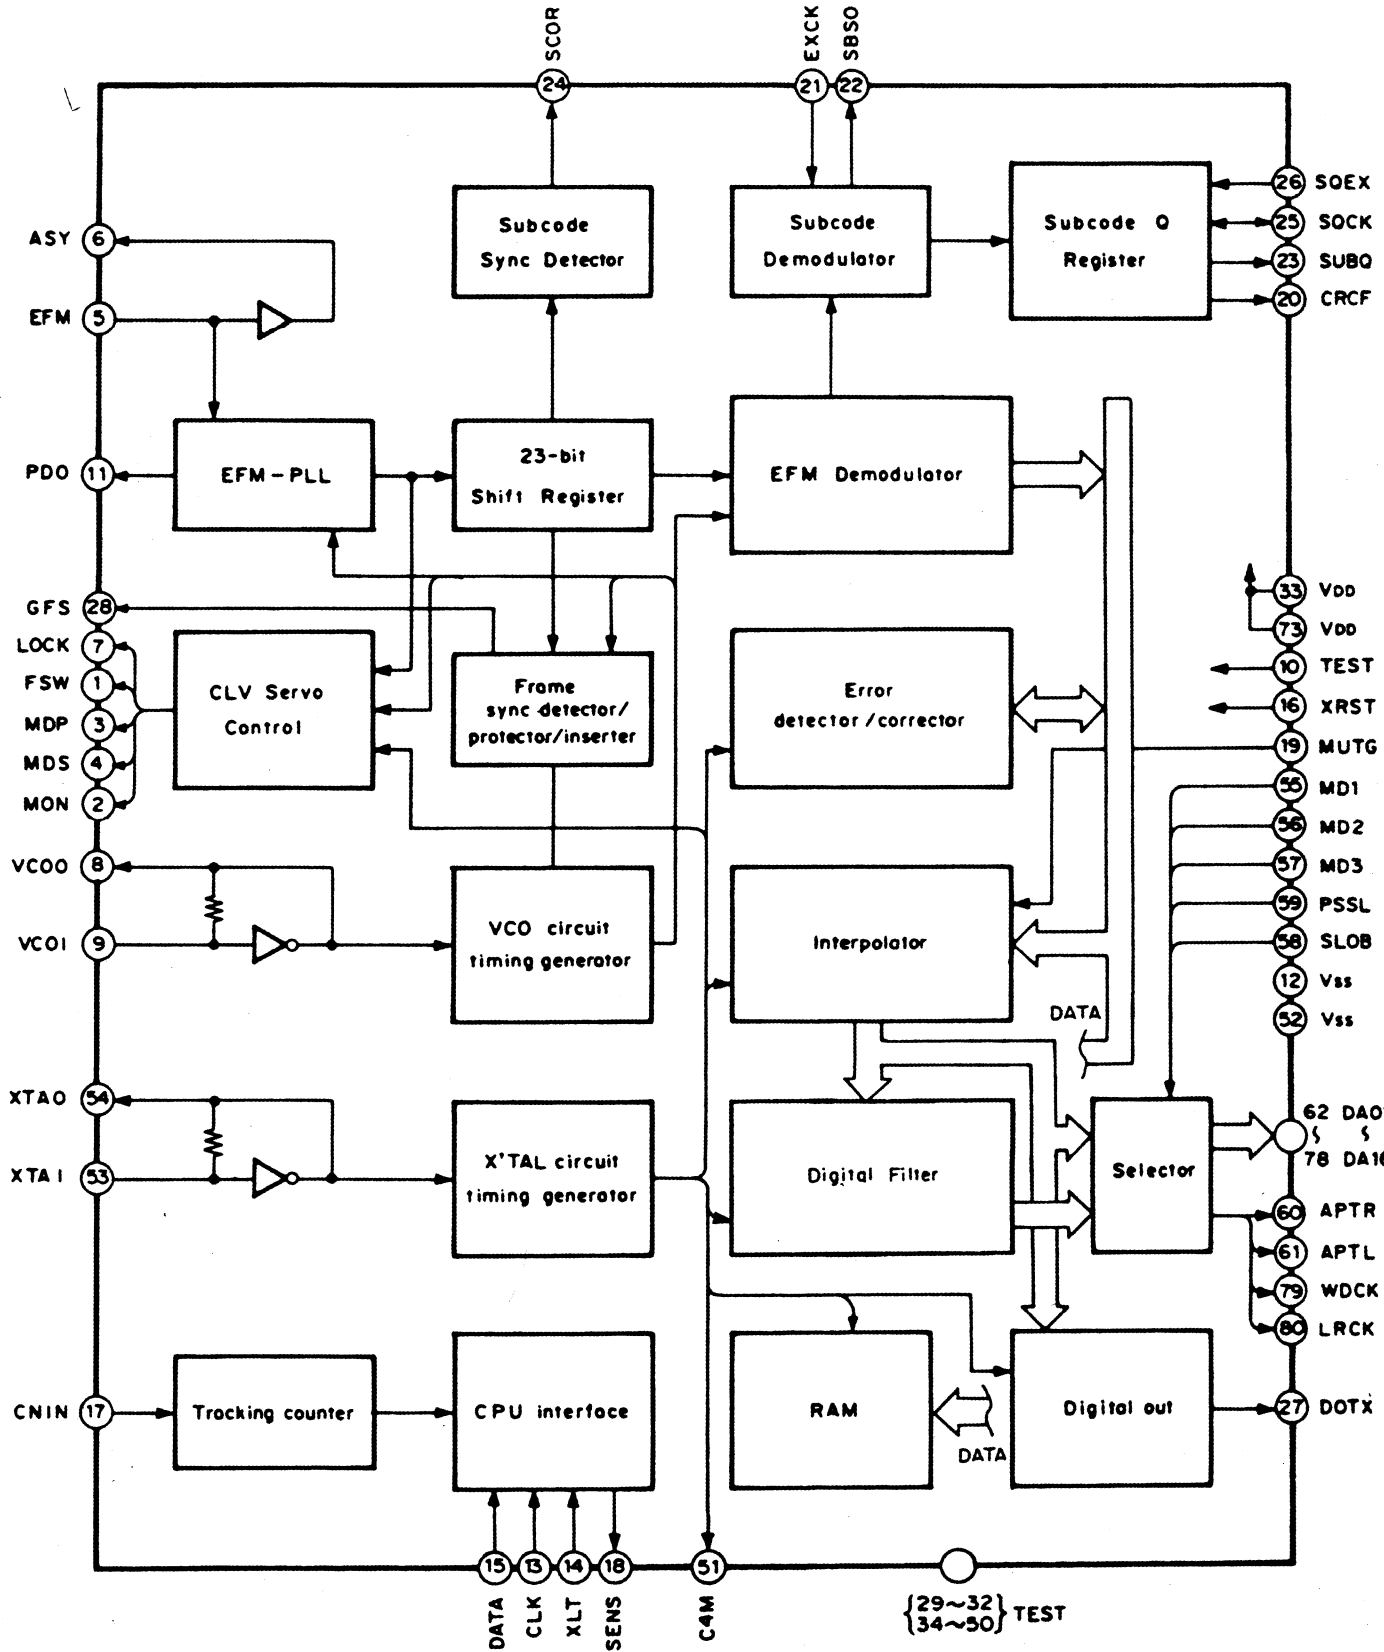 SCOR
EXCK
SBSO
24
21
22
Subcode
Sync Detector
Subcode
Demodulator
Subcode Q
Register
26 SQEX
25 SQCK
23 SUBQ
20 CRCF
ASY 6
EFM 5
PDO 11
EFM-PLL
23-bit
Shift Register
EFM Demodulator
GFS 28
LOCK 7
FSW 1
MDP 3
MDS 4
MON 2
CLV Servo
Control
Frame
sync detector/
protector/inserter
Error
detector/corrector
33 VDD
73 VDD
10 TEST
16 XRST
19 MUTG
55 MD1
56 MD2
57 MD3
59 PSSL
58 SLOB
12 Vss
52 Vss
VCOO 8
VCOI 9
VCO circuit
timing generator
Interpolator
DATA
XTAO 54
XTAI 53
X'TAL circuit
timing generator
Digital Filter
Selector
62 DA0
78 DA16
60 APTR
61 APTL
79 WDCK
80 LRCK
CNIN 17
Tracking counter
CPU interface
RAM
DATA
Digital out
27 DOTX
15
13
14
18
51
DATA
CLK
XLT
SENS
C4M
{29~32
34~50} TEST